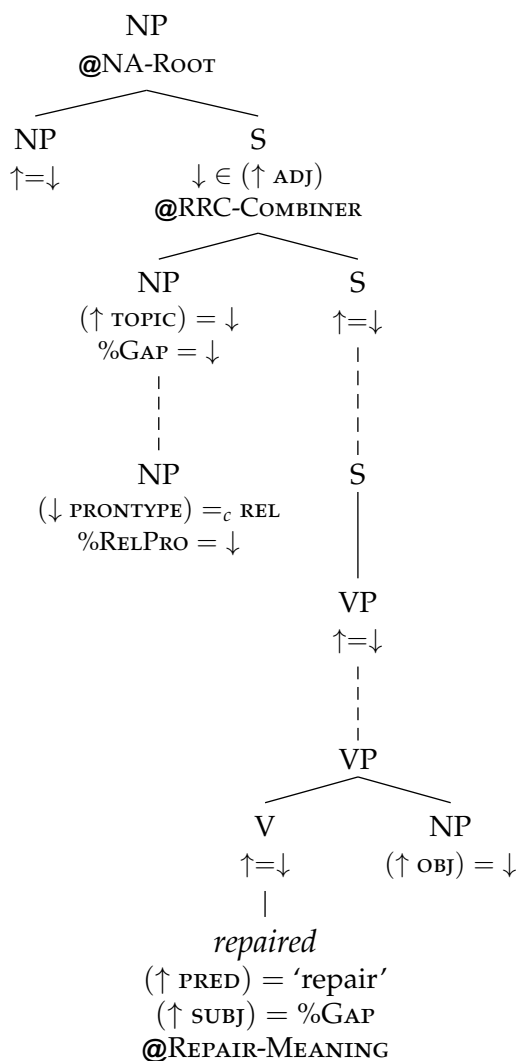 NP
@NA-Root
NP S
↑=↓ ↓ ∈ (↑ ADJ)
@RRC-Combiner
NP S
(↑ TOPIC) = ↓ ↑=↓
%Gap = ↓
NP S
(↓ PRONTYPE) =c REL
%RelPro = ↓
VP
↑=↓
VP
V NP
↑=↓ (↑ OBJ) = ↓
repaired
(↑ PRED) = ‘repair’
(↑ SUBJ) = %Gap
@Repair-Meaning